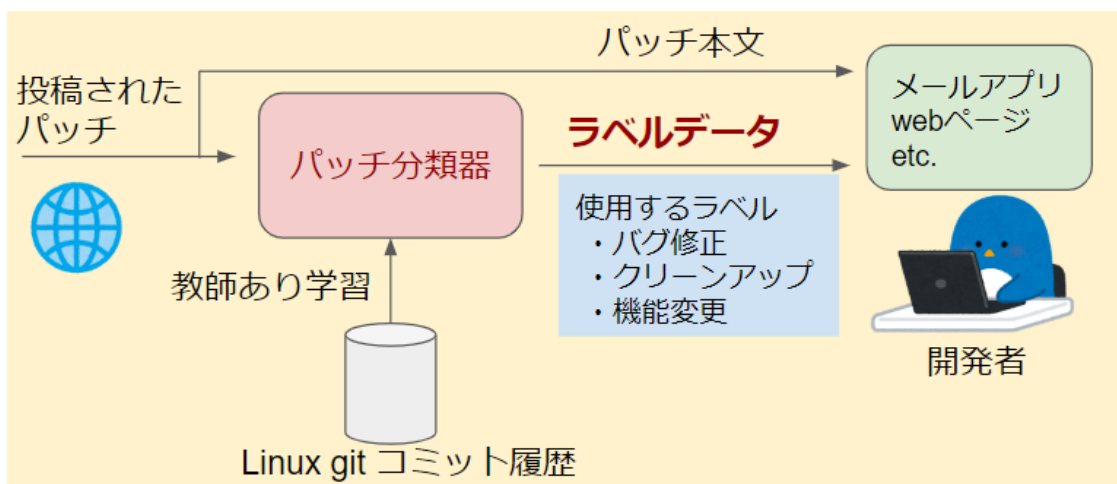 パッチ本文
投稿された
パッチ
パッチ分類器
ラベルデータ
メールアプリ
webページ
etc.
使用するラベル
・バグ修正
・クリーンアップ
・機能変更
教師あり学習
開発者
Linux git コミット履歴